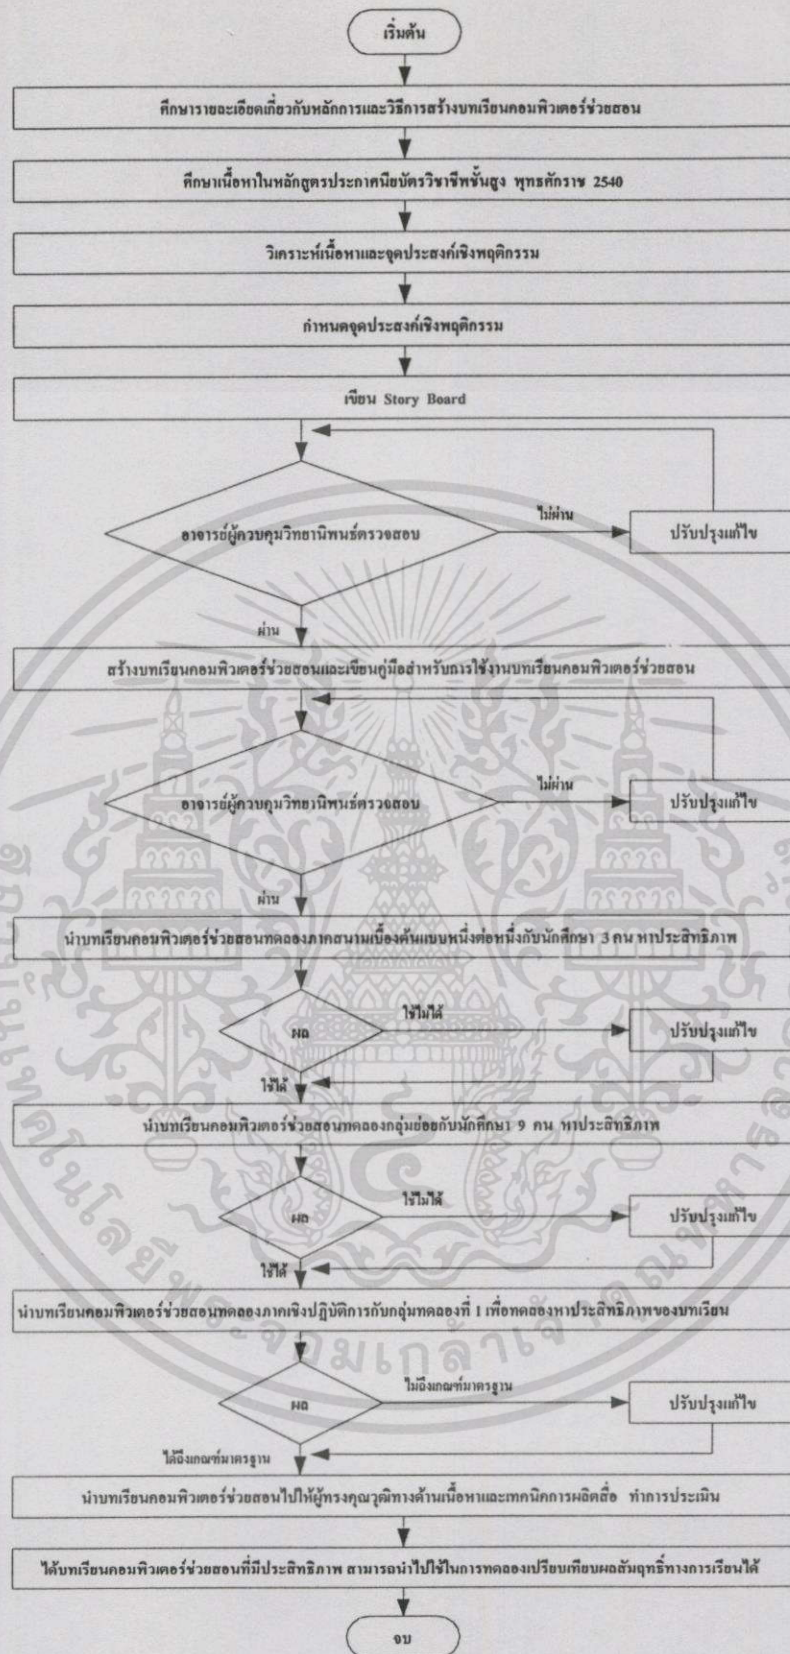 เริ่มต้น
ศึกษารายละเอียดเกี่ยวกับหลักการและวิธีการสร้างบทเรียนคอมพิวเตอร์ช่วยสอน
ศึกษาเนื้อหาในหลักสูตรประกาศนียบัตรวิชาชีพชั้นสูง พุทธศักราช 2540
วิเคราะห์เนื้อหาและจุดประสงค์เชิงพฤติกรรม
กำหนดจุดประสงค์เชิงพฤติกรรม
เขียน Story Board
อาจารย์ผู้ควบคุมวิทยานิพนธ์ตรวจสอบ
ไม่ผ่าน
ปรับปรุงแก้ไข
ผ่าน
สร้างบทเรียนคอมพิวเตอร์ช่วยสอนและเขียนคู่มือสำหรับการใช้งานบทเรียนคอมพิวเตอร์ช่วยสอน
อาจารย์ผู้ควบคุมวิทยานิพนธ์ตรวจสอบ
ไม่ผ่าน
ปรับปรุงแก้ไข
ผ่าน
นำบทเรียนคอมพิวเตอร์ช่วยสอนทดลองภาคสนามเบื้องต้นแบบหนึ่งต่อหนึ่งกับนักศึกษา 3 คน หาประสิทธิภาพ
ผล
ใช้ไม่ได้
ปรับปรุงแก้ไข
ใช้ได้
นำบทเรียนคอมพิวเตอร์ช่วยสอนทดลองกลุ่มย่อยกับนักศึกษา 9 คน หาประสิทธิภาพ
ผล
ใช้ไม่ได้
ปรับปรุงแก้ไข
ใช้ได้
นำบทเรียนคอมพิวเตอร์ช่วยสอนทดลองภาคเชิงปฏิบัติการกับกลุ่มทดลองที่ 1 เพื่อทดลองหาประสิทธิภาพของบทเรียน
ผล
ไม่ถึงเกณฑ์มาตรฐาน
ปรับปรุงแก้ไข
ได้ถึงเกณฑ์มาตรฐาน
นำบทเรียนคอมพิวเตอร์ช่วยสอนไปให้ผู้ทรงคุณวุฒิทางด้านเนื้อหาและเทคนิคการผลิตสื่อ ทำการประเมิน
ได้บทเรียนคอมพิวเตอร์ช่วยสอนที่มีประสิทธิภาพ สามารถนำไปใช้ในการทดลองเปรียบเทียบผลสัมฤทธิ์ทางการเรียนได้
จบ